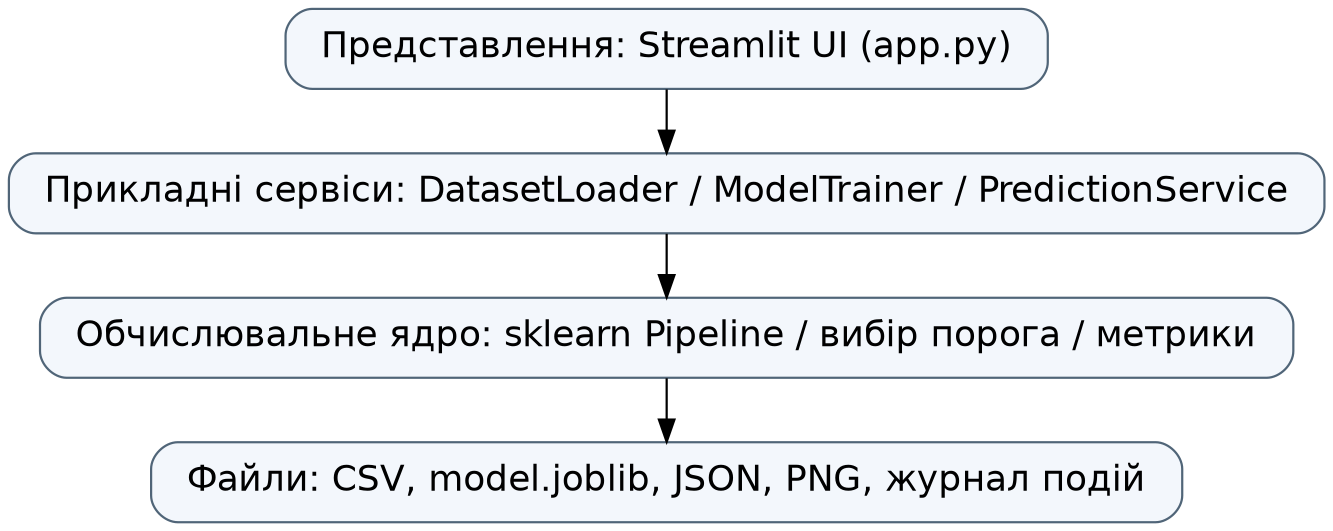 Представлення: Streamlit UI (app.py)
Прикладні сервіси: DatasetLoader / ModelTrainer / PredictionService
Обчислювальне ядро: sklearn Pipeline / вибір порога / метрики
Файли: CSV, model.joblib, JSON, PNG, журнал подій